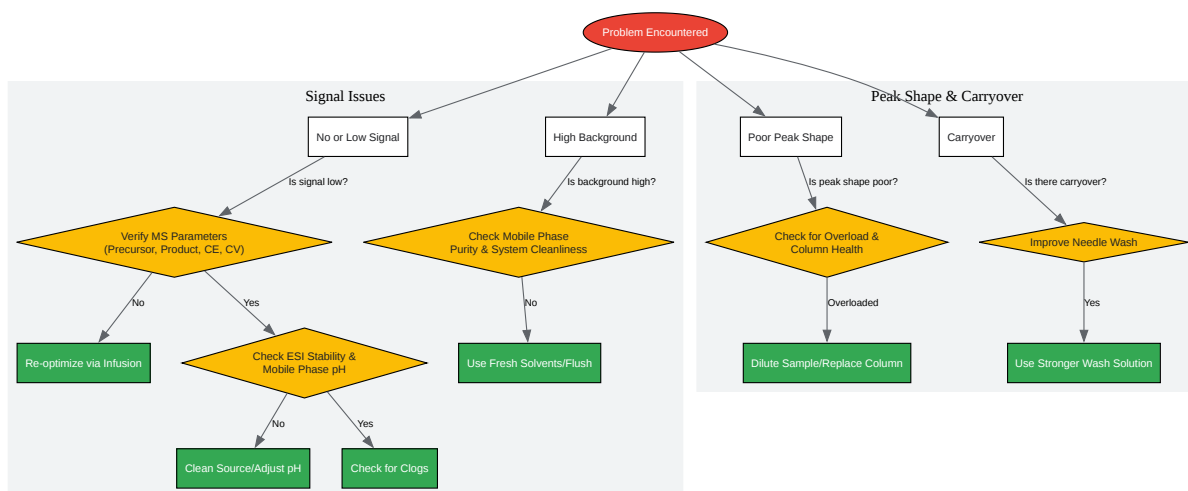 Problem Encountered
Signal Issues
Peak Shape & Carryover
No or Low Signal
High Background
Poor Peak Shape
Carryover
Is signal low?
Is background high?
Is peak shape poor?
Is there carryover?
Verify MS Parameters
(Precursor, Product, CE, CV)
Check Mobile Phase
Purity & System Cleanliness
Check for Overload &
Column Health
Improve Needle Wash
No
Yes
No
Overloaded
Yes
Re-optimize via Infusion
Check ESI Stability &
Mobile Phase pH
Use Fresh Solvents/Flush
Dilute Sample/Replace Column
Use Stronger Wash Solution
No
Yes
Clean Source/Adjust pH
Check for Clogs